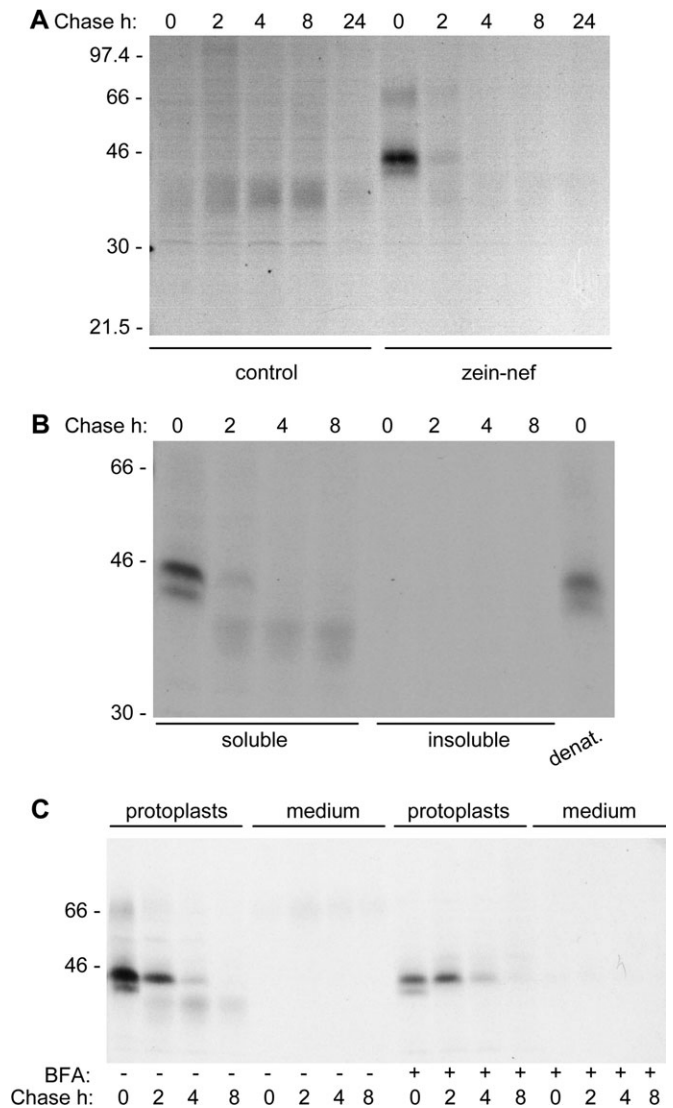 A Chase h: 0 2 4 8 24 0 2 4 8 24
97.4 -
66 -
46 -
30 -
21.5 -
control zein-nef
B Chase h: 0 2 4 8 0 2 4 8 0
66 -
46 -
30 -
soluble insoluble denat.
C protoplasts medium protoplasts medium
66 -
46 -
BFA: - - - - - - - - + + + + + + + +
Chase h: 0 2 4 8 0 2 4 8 0 2 4 8 0 2 4 8